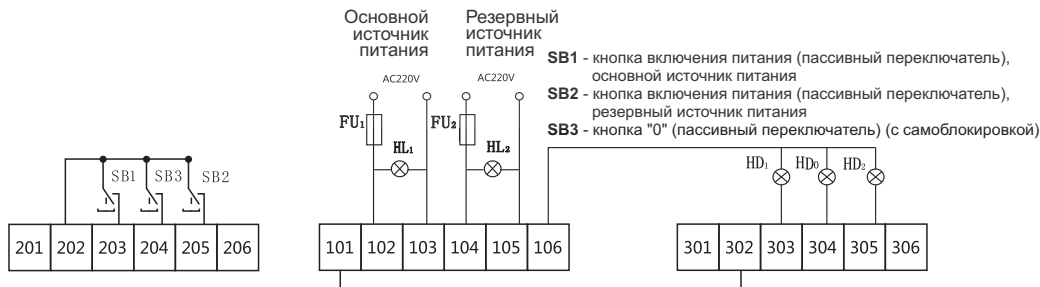 Основной
источник
питания
Резервный
источник
питания
AC220V
AC220V
SB1 - кнопка включения питания (пассивный переключатель),
основной источник питания
SB2 - кнопка включения питания (пассивный переключатель),
резервный источник питания
SB3 - кнопка "0" (пассивный переключатель) (с самоблокировкой)
FU1
FU2
HL1
HL2
HD1
HD0
HD2
SB1
SB3
SB2
201 202 203 204 205 206
101 102 103 104 105 106
301 302 303 304 305 306